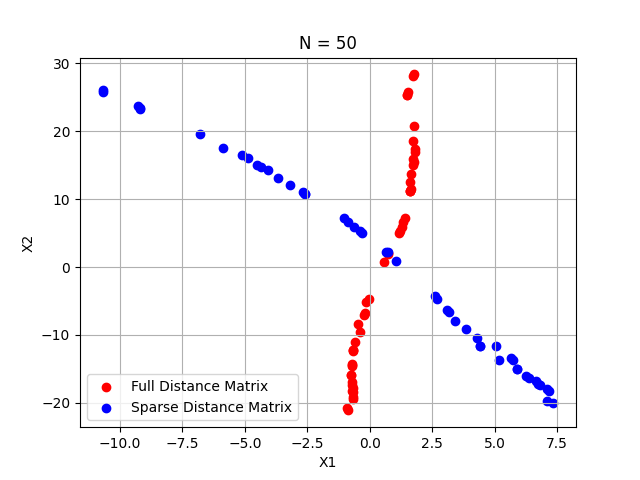 N = 50
30
20
10
0
−10
−20
X2
Full Distance Matrix
Sparse Distance Matrix
−10.0 −7.5 −5.0 −2.5 0.0 2.5 5.0 7.5
X1